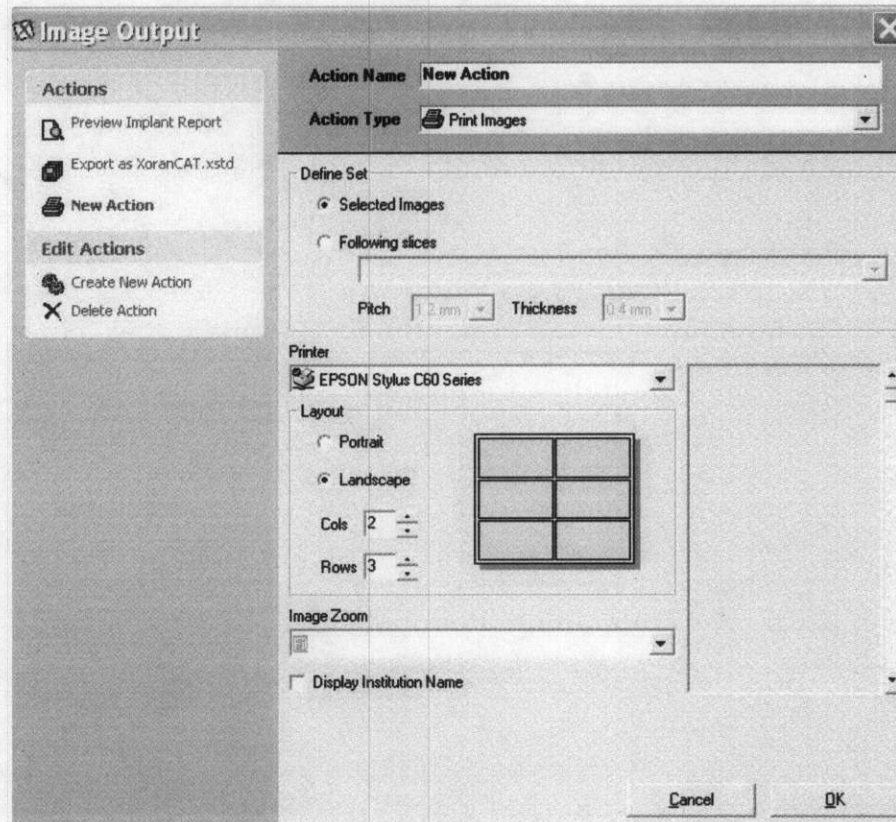 Image Output
Actions
Preview Implant Report
Export as XoranCAT.xstd
New Action
Edit Actions
Create New Action
Delete Action
Action Name New Action
Action Type Print Images
Define Set
Selected Images
Following slices
Pitch 1.2 mm Thickness 0.4 mm
Printer
EPSON Stylus C60 Series
Layout
Portrait
Landscape
Cols 2
Rows 3
Image Zoom
Display Institution Name
Cancel OK